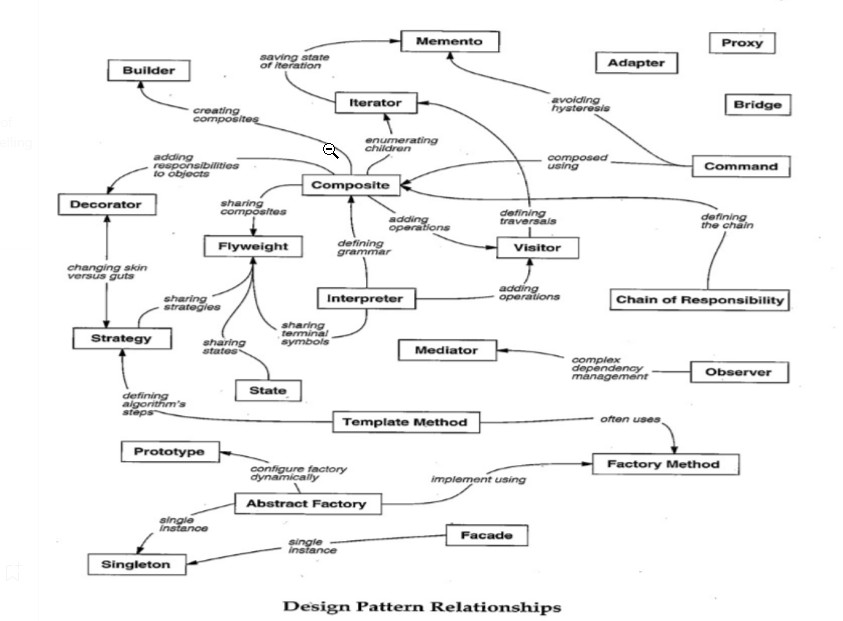 Memento
Proxy
saving state
of iteration
Adapter
Builder
Iterator
Bridge
avoiding
hysteresis
creating
composites
enumerating
children
adding
responsibilities
to objects
composed
using
Command
Composite
Decorator
sharing
composites
adding
operations
defining
traversals
defining
the chain
Flyweight
defining
grammar
Visitor
changing skin
versus guts
sharing
strategies
Interpreter
adding
operations
Chain of Responsibility
Strategy
sharing
states
sharing
terminal
symbols
Mediator
complex
dependency
management
Observer
State
defining
algorithm's
steps
Template Method
often uses
Prototype
configure factory
dynamically
implement using
Factory Method
Abstract Factory
single
instance
single
instance
Facade
Singleton
Design Pattern Relationships